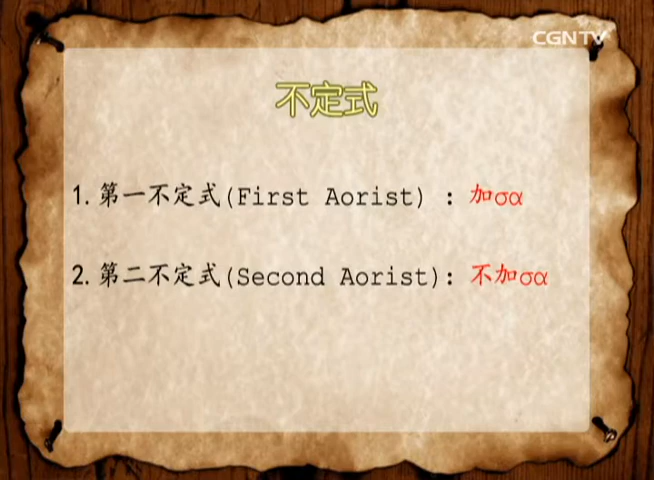 CGNTV
不定式
1.第一不定式(First Aorist) : 加σα
2.第二不定式(Second Aorist): 不加σα